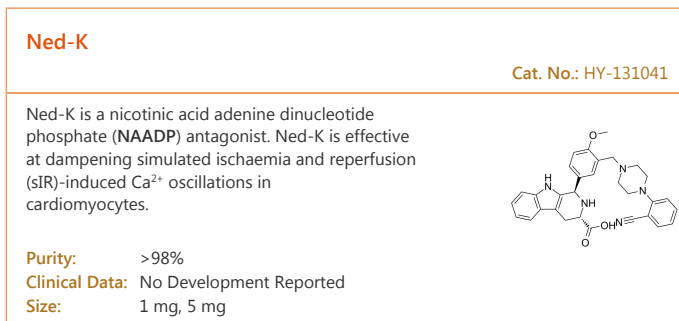 Ned-K
Cat. No.: HY-131041
Ned-K is a nicotinic acid adenine dinucleotide
phosphate (NAADP) antagonist. Ned-K is effective
at dampening simulated ischaemia and reperfusion
(sIR)-induced Ca²⁺ oscillations in
cardiomyocytes.
Purity: >98%
Clinical Data: No Development Reported
Size: 1 mg, 5 mg
O
N
H
N
NH
N
OH
N
O